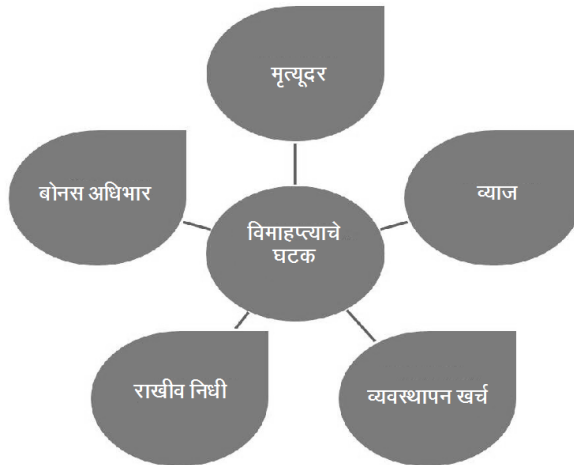 मृत्यूदर
बोनस अधिभार
व्याज
विमाहप्त्याचे
घटक
राखीव निधी
व्यवस्थापन खर्च